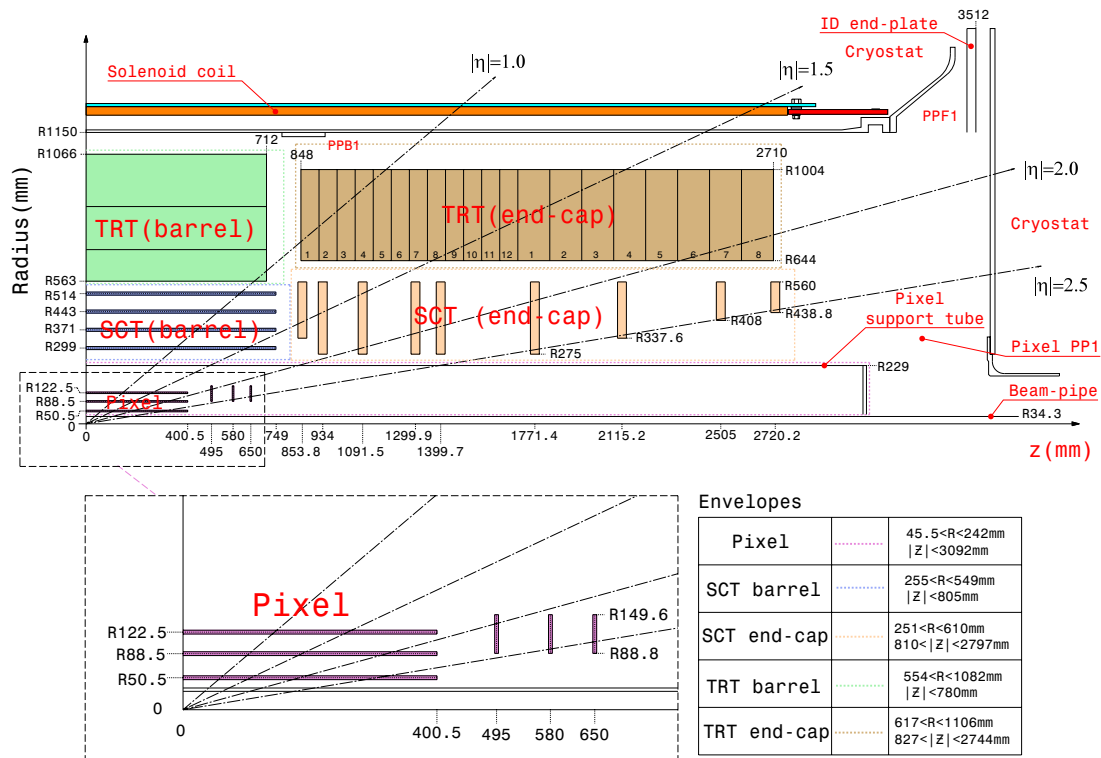 3512
ID end-plate
Cryostat
|η|=1.0
|η|=1.5
Solenoid coil
PPF1
R1150
712
PPB1
R1066
848
2710
R1004
|η|=2.0
Radius(mm)
TRT(barrel)
TRT(end-cap)
Cryostat
1 2 3 4 5 6 7 8 9 10 11 12 1 2 3 4 5 6 7 8
R644
R563
R560
|η|=2.5
R514
R443
R438.8
R408
SCT(barrel)
SCT (end-cap)
Pixel
support tube
R371
R337.6
R299
R275
Pixel PP1
R229
R122.5
R88.5
Pixel
Beam-pipe
R50.5
R34.3
0
0
400.5
580
749
934
1299.9
1771.4
2115.2
2505
2720.2
495
650
853.8
1091.5
1399.7
z(mm)
Envelopes
Pixel
45.5<R<242mm
|Z|<3092mm
SCT barrel
255<R<549mm
|Z|<805mm
SCT end-cap
251<R<610mm
810<|Z|<2797mm
TRT barrel
554<R<1082mm
|Z|<780mm
TRT end-cap
617<R<1106mm
827<|Z|<2744mm
Pixel
R149.6
R122.5
R88.5
R88.8
R50.5
0
0
400.5
495
580
650